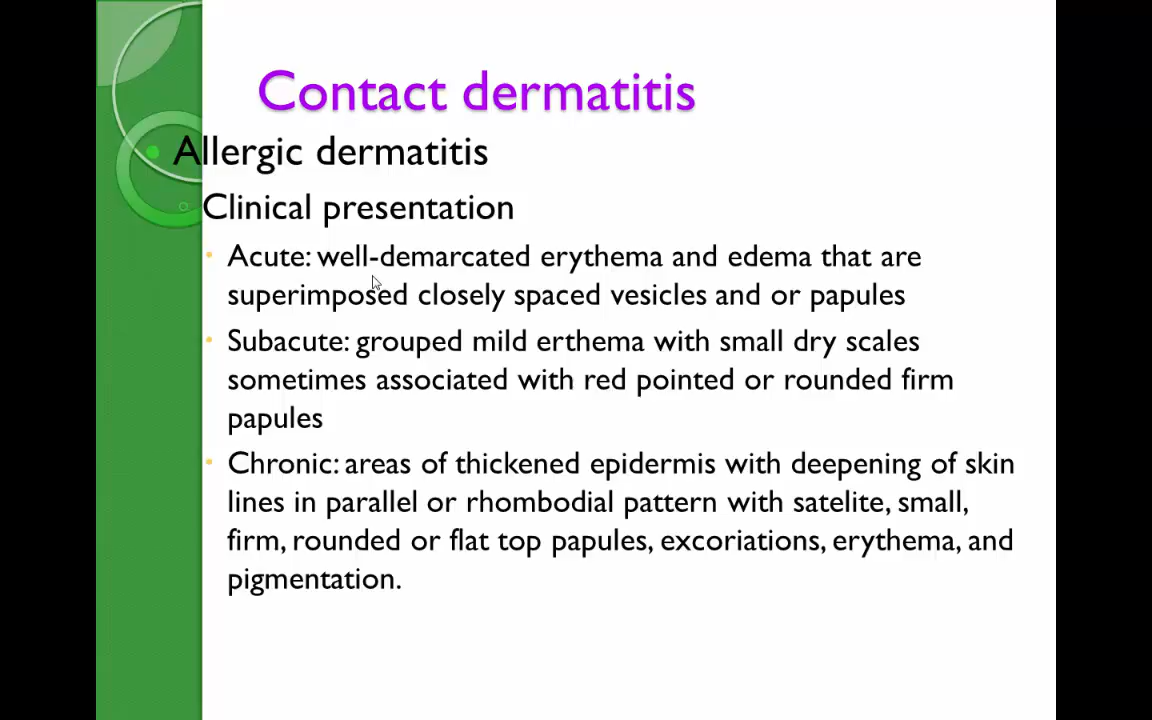 Contact dermatitis
Allergic dermatitis
Clinical presentation
Acute: well-demarcated erythema and edema that are
superimposed closely spaced vesicles and or papules
Subacute: grouped mild erthema with small dry scales
sometimes associated with red pointed or rounded firm
papules
Chronic: areas of thickened epidermis with deepening of skin
lines in parallel or rhombodial pattern with satelite, small,
firm, rounded or flat top papules, excoriations, erythema, and
pigmentation.